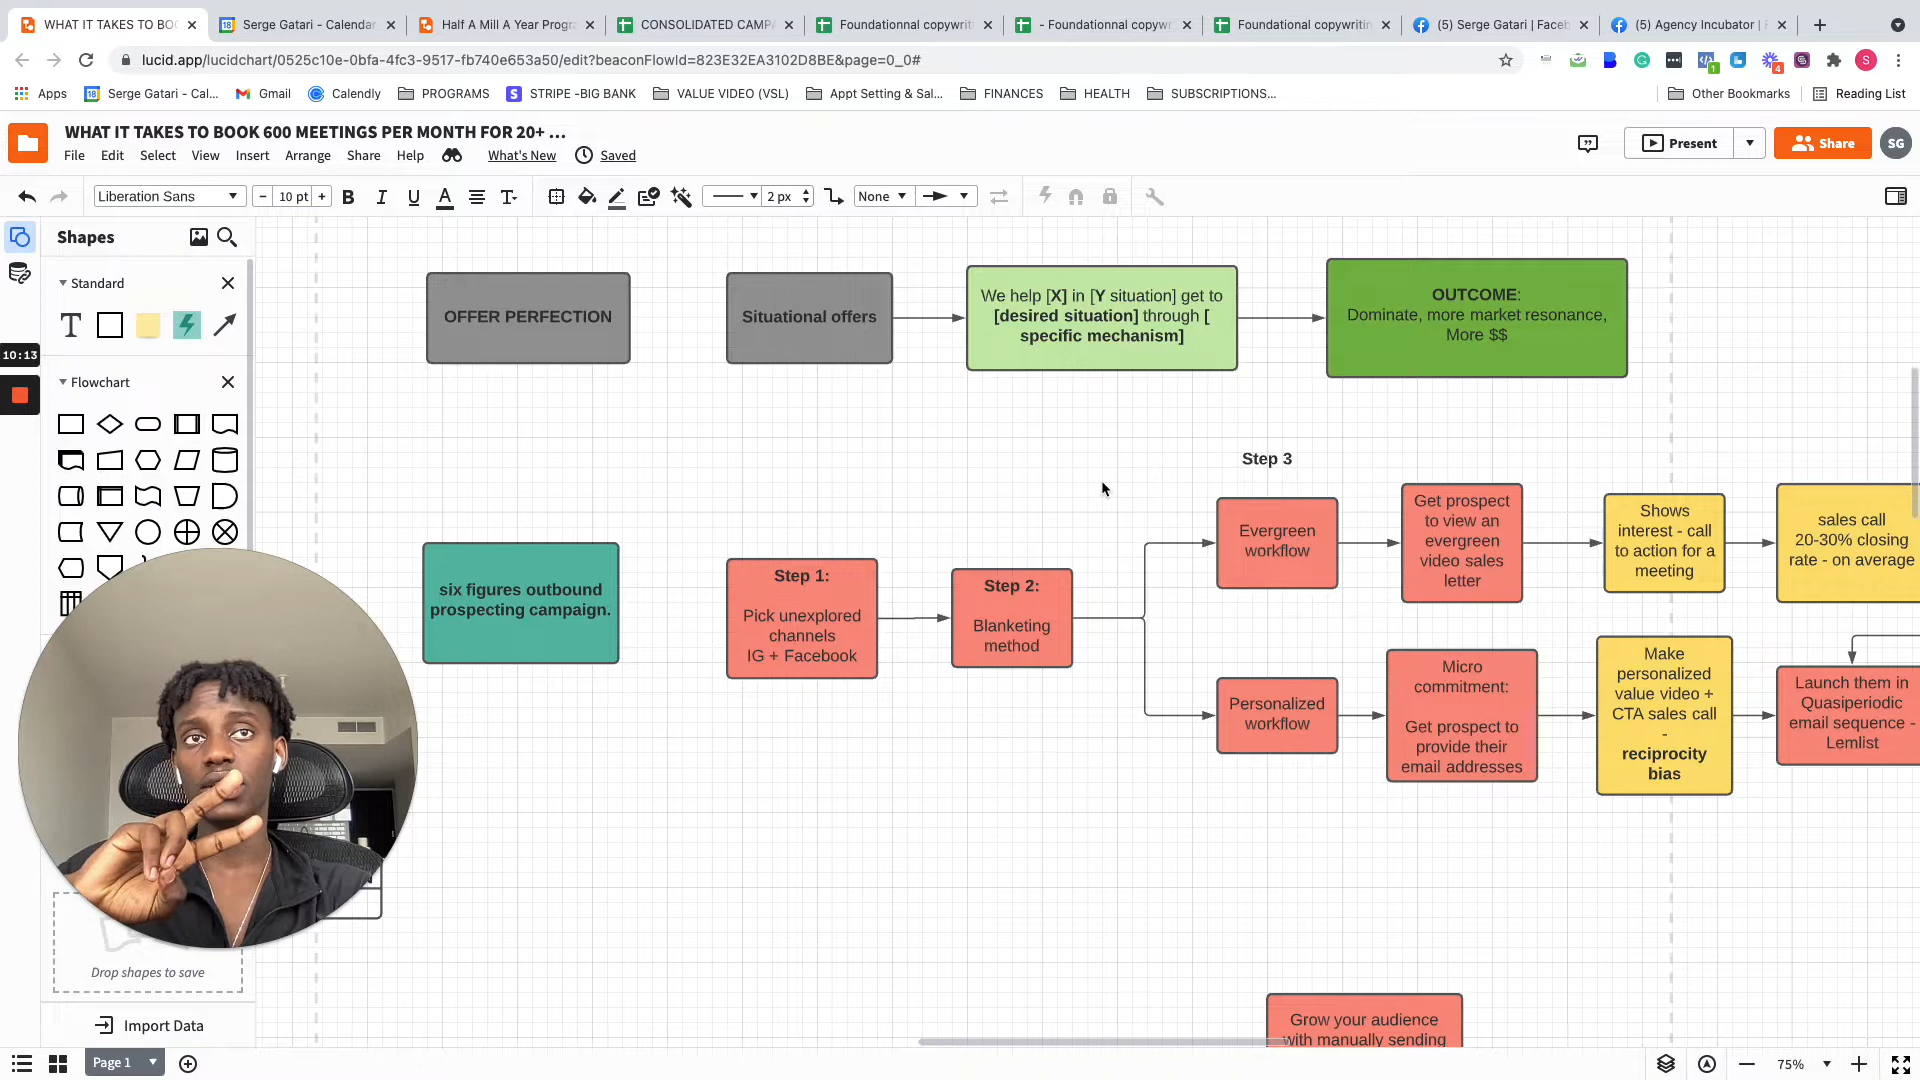 WHAT IT TAKES TO BO
Serge Gatari - Calendar
Half A Mill A Year Progr
CONSOLIDATED CAMP
Foundationnal copywrit
- Foundationnal copywr
Foundational copywritin
(5) Serge Gatari | Faceb
(5) Agency Incubator | F
lucid.app/lucidchart/0525c10e-0bfa-4fc3-9517-fb740e653a50/edit?beaconFlowId=823E32EA3102D8BE&page=0_0#
Apps
Serge Gatari - Cal...
Gmail
Calendly
PROGRAMS
STRIPE -BIG BANK
VALUE VIDEO (VSL)
Appt Setting & Sal...
FINANCES
HEALTH
SUBSCRIPTIONS...
Other Bookmarks
Reading List
WHAT IT TAKES TO BOOK 600 MEETINGS PER MONTH FOR 20+ ...
File Edit Select View Insert Arrange Share Help What's New Saved
Present
Share
SG
Liberation Sans
10 pt
2 px
None
Shapes
Standard
Flowchart
10:13
OFFER PERFECTION
Situational offers
We help [X] in [Y situation] get to
[desired situation] through [
specific mechanism]
OUTCOME:
Dominate, more market resonance,
More $$
Step 3
six figures outbound
prospecting campaign.
Step 1:
Pick unexplored
channels
IG + Facebook
Step 2:
Blanketing
method
Evergreen
workflow
Get prospect
to view an
evergreen
video sales
letter
Shows
interest - call
to action for a
meeting
sales call
20-30% closing
rate - on average
Personalized
workflow
Micro
commitment:
Get prospect to
provide their
email addresses
Make
personalized
value video +
CTA sales call
-
reciprocity
bias
Launch them in
Quasiperiodic
email sequence -
Lemlist
Grow your audience
with manually sending
Drop shapes to save
Import Data
Page 1
75%